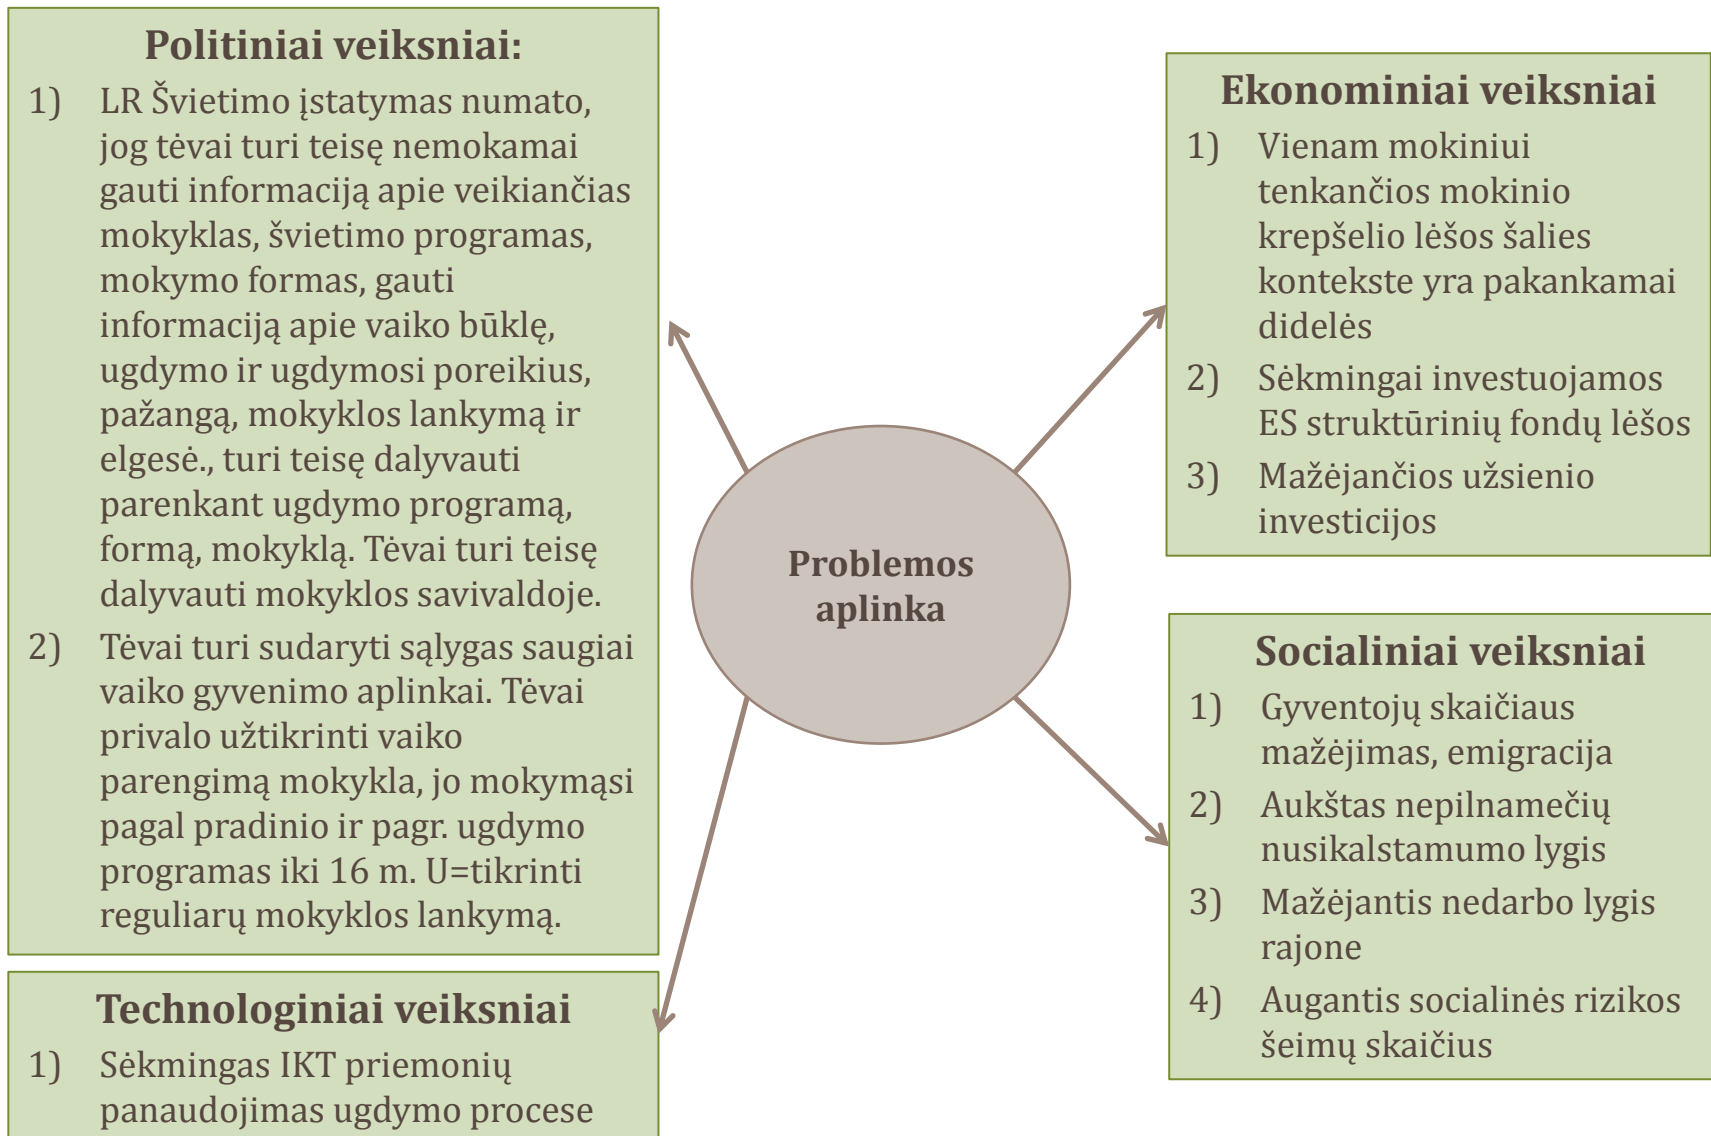 Politiniai veiksniai:
1) LR Švietimo įstatymas numato,
jog tėvai turi teisę nemokamai
gauti informaciją apie veikiančias
mokyklas, švietimo programas,
mokymo formas, gauti
informaciją apie vaiko būklę,
ugdymo ir ugdymosi poreikius,
pažangą, mokyklos lankymą ir
elgesė., turi teisę dalyvauti
parenkant ugdymo programą,
formą, mokyklą. Tėvai turi teisę
dalyvauti mokyklos savivaldoje.
2) Tėvai turi sudaryti sąlygas saugiai
vaiko gyvenimo aplinkai. Tėvai
privalo užtikrinti vaiko
parengimą mokykla, jo mokymąsi
pagal pradinio ir pagr. ugdymo
programas iki 16 m. U=tikrinti
reguliarų mokyklos lankymą.
Technologiniai veiksniai
1) Sėkmingas IKT priemonių
panaudojimas ugdymo procese
Problemos
aplinka
Ekonominiai veiksniai
1) Vienam mokiniui
tenkančios mokinio
krepšelio lėšos šalies
kontekste yra pakankamai
didelės
2) Sėkmingai investuojamos
ES struktūrinių fondų lėšos
3) Mažėjančios užsienio
investicijos
Socialiniai veiksniai
1) Gyventojų skaičiaus
mažėjimas, emigracija
2) Aukštas nepilnamečių
nusikalstamumo lygis
3) Mažėjantis nedarbo lygis
rajone
4) Augantis socialinės rizikos
šeimų skaičius